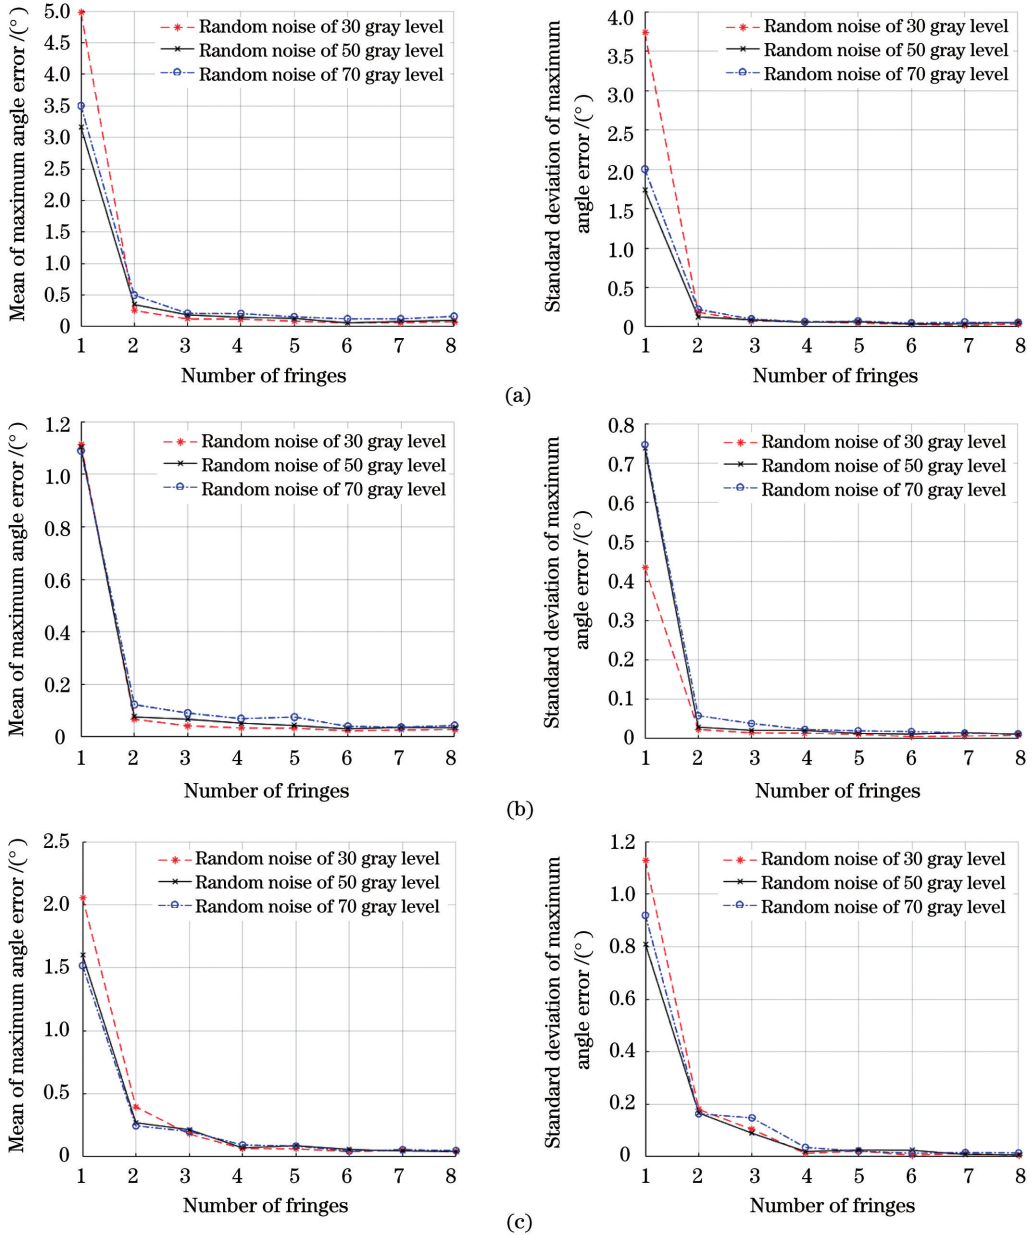 Mean of maximum angle error /(°)
5.0
4.5
5.0
4.0
3.5
3.0
2.5
2.0
1.5
1.0
0.5
0
Random noise of 30 gray level
Random noise of 50 gray level
Random noise of 70 gray level
1 2 3 4 5 6 7 8
Number of fringes
Standard deviation of maximum
angle error /(° )
4.0
3.5
3.0
4.0
2.0
1.5
1.0
0.5
0
Random noise of 30 gray level
Random noise of 50 gray level
Random noise of 70 gray level
1 2 3 4 5 6 7 8
Number of fringes
(a)
Mean of maximum angle error /(° )
1.2
1.0
0.8
0.6
0.4
0.2
0
Random noise of 30 gray level
Random noise of 50 gray level
Random noise of 70 gray level
1 2 3 4 5 6 7 8
Number of fringes
Standard deviation of maximum
angle error /(° )
0.8
0.7
0.6
0.5
0.4
0.3
0.2
0.1
0
Random noise of 30 gray level
Random noise of 50 gray level
Random noise of 70 gray level
1 2 3 4 5 6 7 8
Number of fringes
(b)
Mean of maximum angle error /(° )
2.5
2.0
1.5
1.0
0.5
0
Random noise of 30 gray level
Random noise of 50 gray level
Random noise of 70 gray level
1 2 3 4 5 6 7 8
Number of fringes
Standard deviation of maximum
angle error /(° )
1.2
1.0
0.8
0.6
0.4
0.2
0
Random noise of 30 gray level
Random noise of 50 gray level
Random noise of 70 gray level
1 2 3 4 5 6 7 8
Number of fringes
(c)